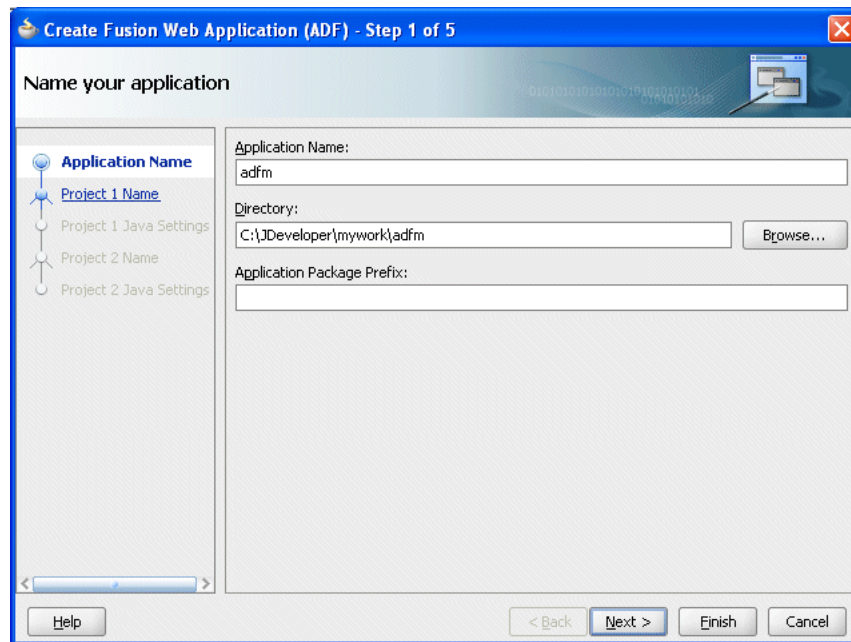 Create Fusion Web Application (ADF) - Step 1 of 5
Name your application
Application Name
Project 1 Name
Project 1 Java Settings
Project 2 Name
Project 2 Java Settings
Application Name:
adfm
Directory:
C:\JDeveloper\mywork\adfm
Browse...
Application Package Prefix:
Help
< Back
Next >
Finish
Cancel